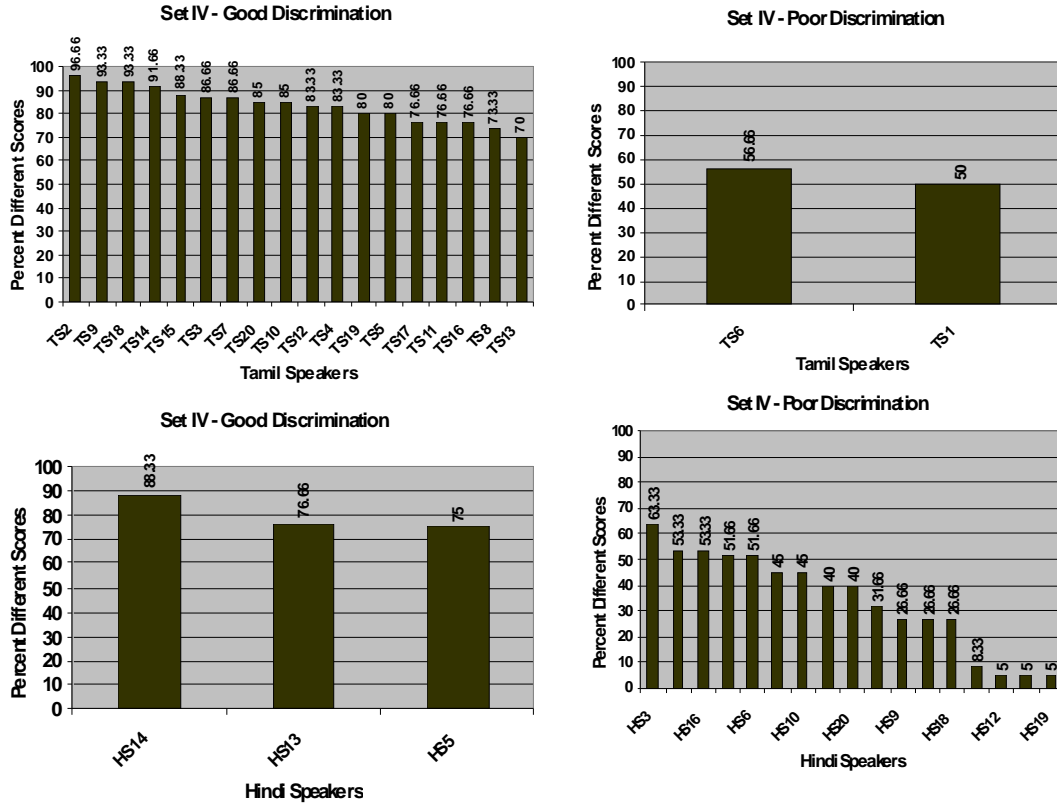 Set IV - Good Discrimination
96.66 93.33 93.33 91.66 88.33 86.66 86.66 85 85 83.33 83.33 80 80 76.66 76.66 76.66 73.33 70
100
90
80
70
60
50
40
30
20
10
0
Percent Different Scores
TS2 TS9 TS18 TS14 TS15 TS3 TS7 TS20 TS10 TS12 TS4 TS19 TS5 TS17 TS11 TS16 TS8 TS13
Tamil Speakers
Set IV - Poor Discrimination
100
90
80
70
60
50
40
30
20
10
0
Percent Different Scores
56.66 50
TS6 TS1
Tamil Speakers
Set IV - Good Discrimination
100
90
80
70
60
50
40
30
20
10
0
Percent Different Scores
88.33 76.66 75
HS14 HS13 HS5
Hindi Speakers
Set IV - Poor Discrimination
100
90
80
70
60
50
40
30
20
10
0
Percent Different Scores
63.33 53.33 53.33 51.66 51.66 45 45 40 40 31.66 26.66 26.66 26.66 8.33 5 5 5
HS3 HS16 HS6 HS10 HS20 HS9 HS18 HS12 HS19
Hindi Speakers